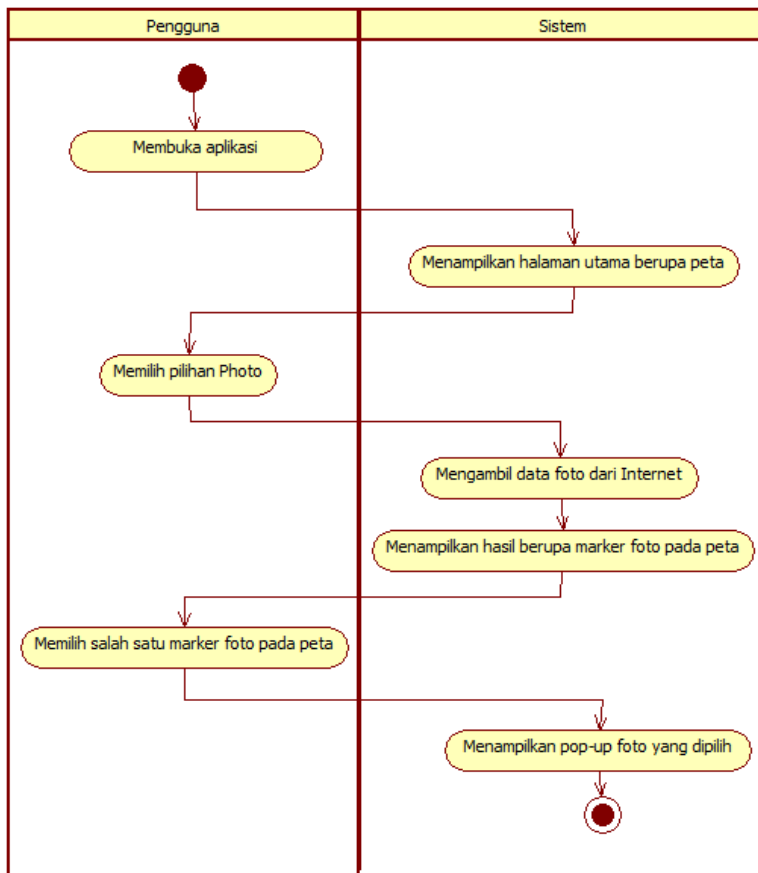 Pengguna
Sistem
Membuka aplikasi
Menampilkan halaman utama berupa peta
Memilih pilihan Photo
Mengambil data foto dari Internet
Menampilkan hasil berupa marker foto pada peta
Memilih salah satu marker foto pada peta
Menampilkan pop-up foto yang dipilih